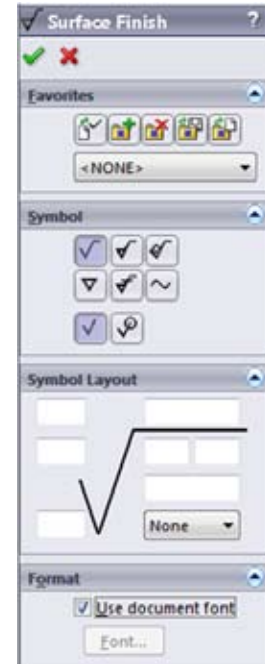 Surface Finish ?
Favorites
<NONE>
Symbol
Symbol Layout
None
Format
Use document font
Font...